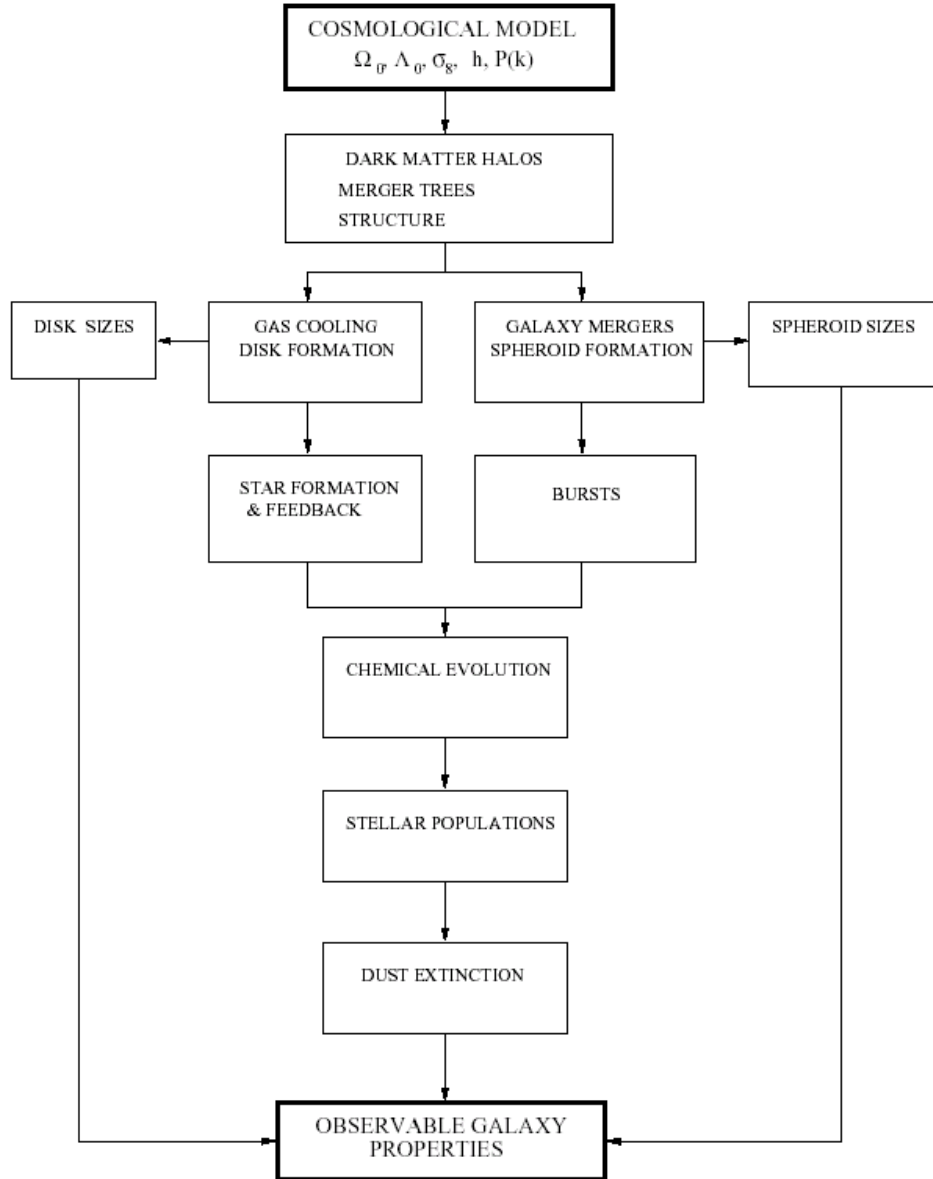 COSMOLOGICAL MODEL
Ω₀, Λ₀, σ₈, h, P(k)
DARK MATTER HALOS
MERGER TREES
STRUCTURE
DISK SIZES
GAS COOLING
DISK FORMATION
GALAXY MERGERS
SPHEROID FORMATION
SPHEROID SIZES
STAR FORMATION
& FEEDBACK
BURSTS
CHEMICAL EVOLUTION
STELLAR POPULATIONS
DUST EXTINCTION
OBSERVABLE GALAXY
PROPERTIES